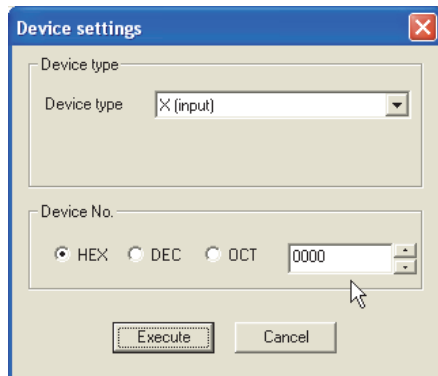 Device settings
Device type
Device type X (input)
Device No.
HEX DEC OCT 0000
Execute Cancel